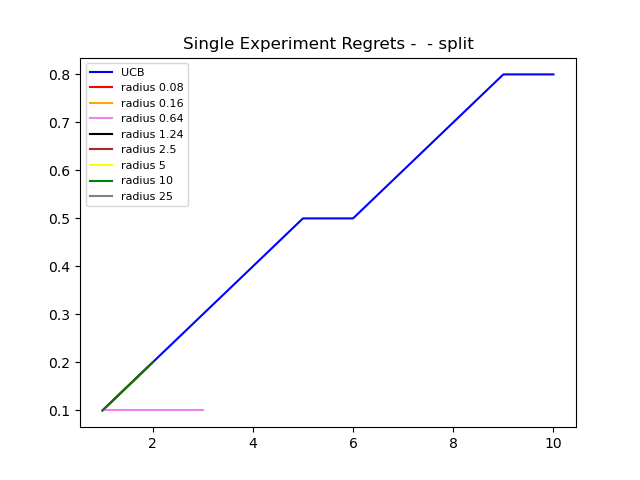 Single Experiment Regrets -  - split
0.8
0.7
0.6
0.5
0.4
0.3
0.2
0.1
UCB
radius 0.08
radius 0.16
radius 0.64
radius 1.24
radius 2.5
radius 5
radius 10
radius 25
2 4 6 8 10